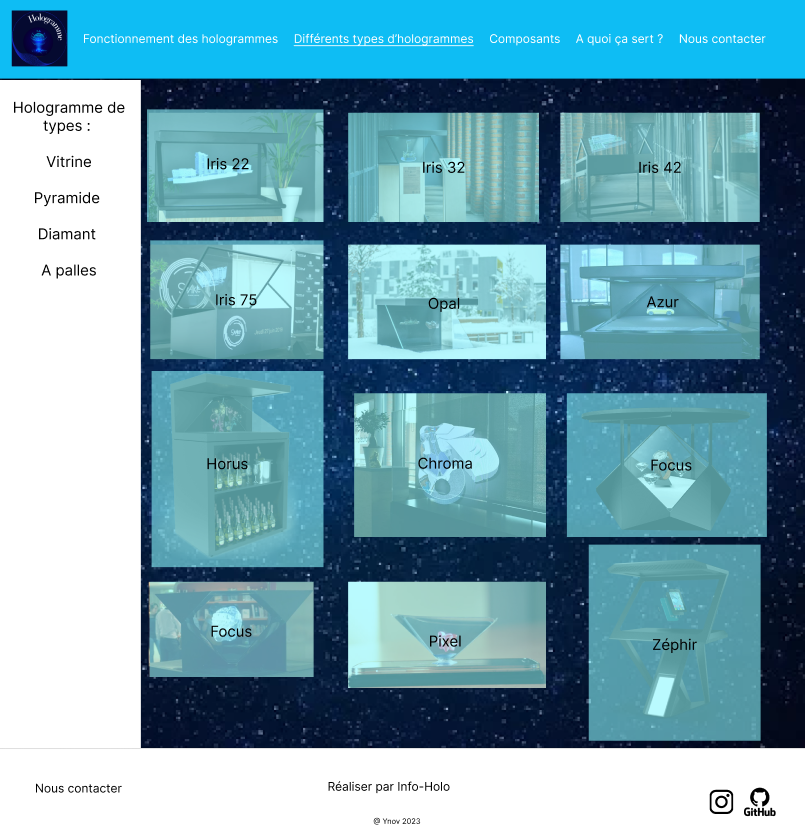 Hologramme
Fonctionnement des hologrammes
Différents types d’hologrammes
Composants
A quoi ça sert ?
Nous contacter
Hologramme de
types :
Vitrine
Pyramide
Diamant
A palles
Iris 22
Iris 32
Iris 42
Iris 75
Opal
Azur
Horus
Chroma
Focus
Focus
Pixel
Zéphir
Nous contacter
Réaliser par Info-Holo
@ Ynov 2023
GitHub